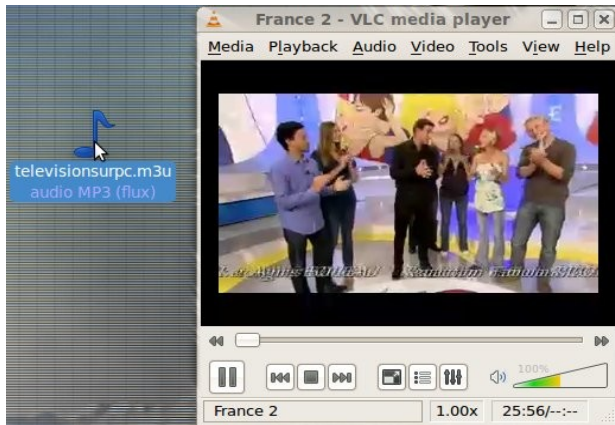 France 2 - VLC media player
Media Playback Audio Video Tools View Help
televisionsurpc.m3u
audio MP3 (flux)
100%
France 2
1.00x
25:56/--:--